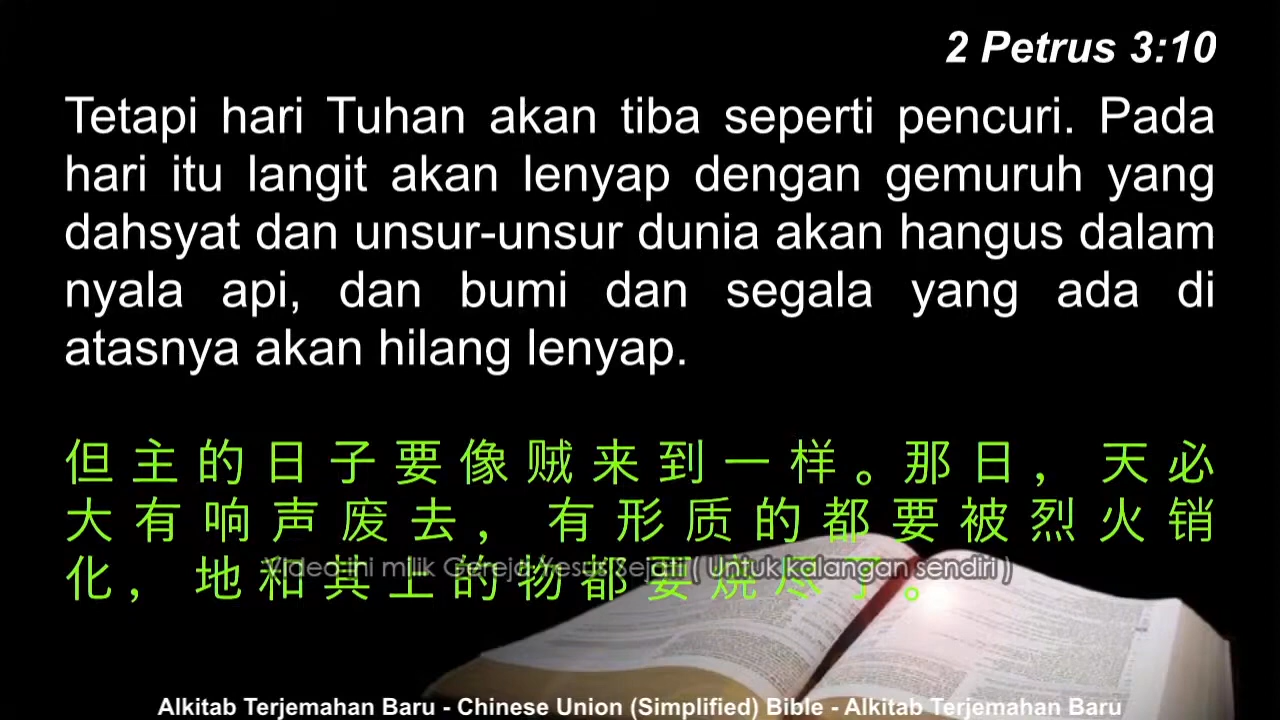 2 Petrus 3:10
Tetapi hari Tuhan akan tiba seperti pencuri. Pada
hari itu langit akan lenyap dengan gemuruh yang
dahsyat dan unsur-unsur dunia akan hangus dalam
nyala api, dan bumi dan segala yang ada di
atasnya akan hilang lenyap.
但主的日子要像贼来到一样。那日，天必
大有响声废去，有形质的都要被烈火销
化，地和其上的物都要烧尽了。
Video ini milik Gereja Yesus Sejati ( Untuk kalangan sendiri )
Alkitab Terjemahan Baru - Chinese Union (Simplified) Bible - Alkitab Terjemahan Baru